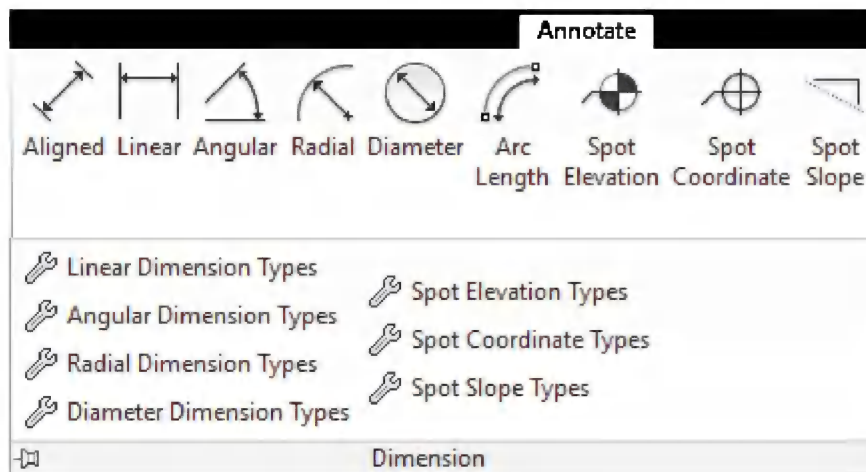 Annotate
Aligned Linear Angular Radial Diameter Arc Length Spot Elevation Spot Coordinate Spot Slope
Linear Dimension Types
Angular Dimension Types
Radial Dimension Types
Diameter Dimension Types
Spot Elevation Types
Spot Coordinate Types
Spot Slope Types
Dimension